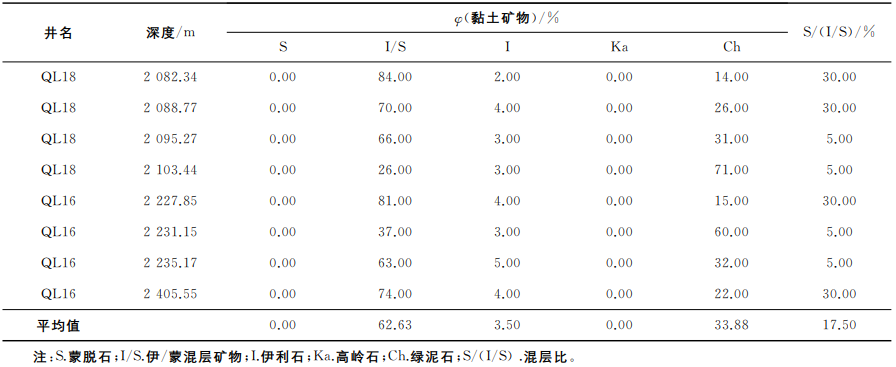 井名 深度/m φ(黏土矿物)/% S/(I/S)/%
S I/S I Ka Ch
QL18 2 082.34 0.00 84.00 2.00 0.00 14.00 30.00
QL18 2 088.77 0.00 70.00 4.00 0.00 26.00 30.00
QL18 2 095.27 0.00 66.00 3.00 0.00 31.00 5.00
QL18 2 103.44 0.00 26.00 3.00 0.00 71.00 5.00
QL16 2 227.85 0.00 81.00 4.00 0.00 15.00 30.00
QL16 2 231.15 0.00 37.00 3.00 0.00 60.00 5.00
QL16 2 235.17 0.00 63.00 5.00 0.00 32.00 5.00
QL16 2 405.55 0.00 74.00 4.00 0.00 22.00 30.00
平均值 0.00 62.63 3.50 0.00 33.88 17.50
注:S.蒙脱石;I/S.伊/蒙混层矿物;I.伊利石;Ka.高岭石;Ch.绿泥石;S/(I/S) .混层比。